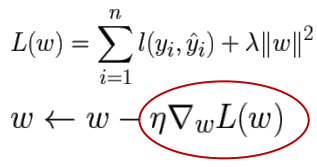 L(w) = \sum_{i=1}^{n} l(y_i, \hat{y}_i) + \lambda \|w\|^2
w \leftarrow w - \eta \nabla_w L(w)